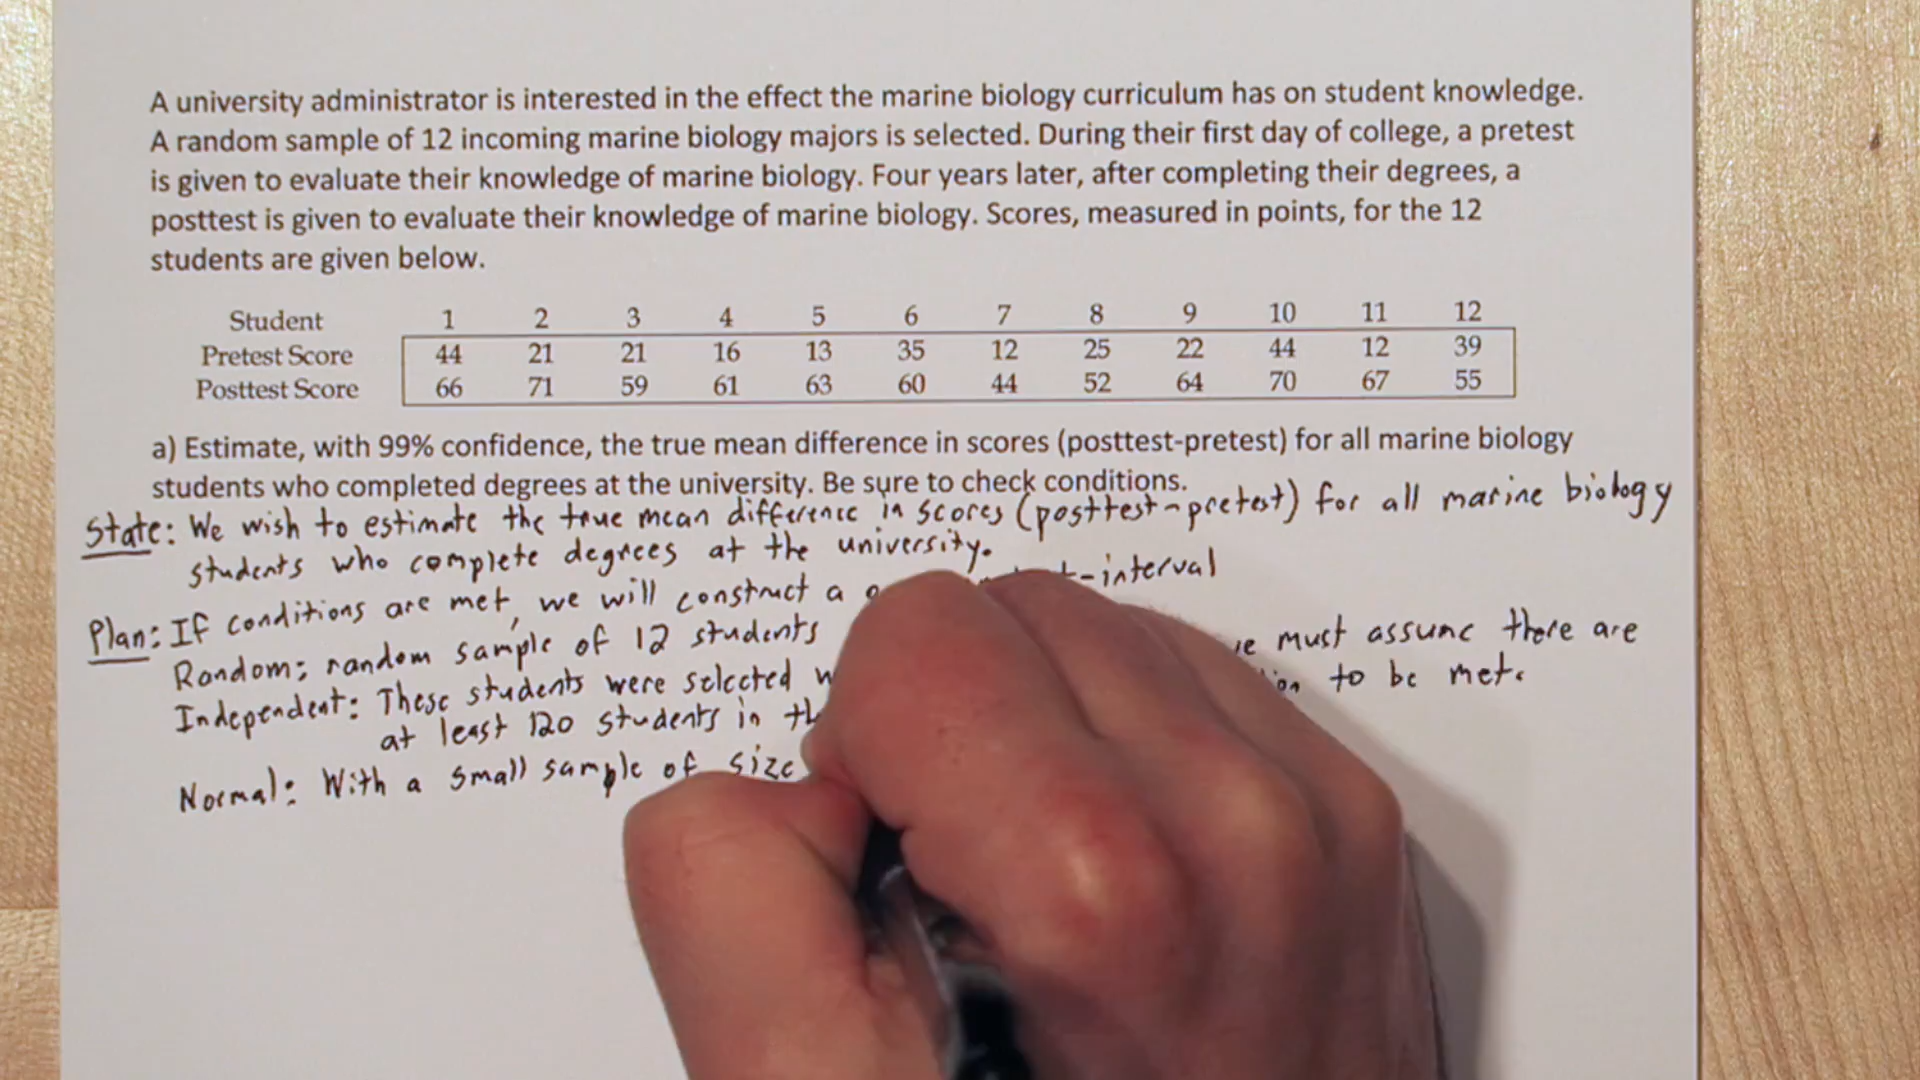 A university administrator is interested in the effect the marine biology curriculum has on student knowledge.
A random sample of 12 incoming marine biology majors is selected. During their first day of college, a pretest
is given to evaluate their knowledge of marine biology. Four years later, after completing their degrees, a
posttest is given to evaluate their knowledge of marine biology. Scores, measured in points, for the 12
students are given below.
Student 1 2 3 4 5 6 7 8 9 10 11 12
Pretest Score 44 21 21 16 13 35 12 25 22 44 12 39
Posttest Score 66 71 59 61 63 60 44 52 64 70 67 55
a) Estimate, with 99% confidence, the true mean difference in scores (posttest-pretest) for all marine biology
students who completed degrees at the university. Be sure to check conditions.
State: We wish to estimate the true mean difference in scores (posttest-pretest) for all marine biology
students who complete degrees at the university.
Plan: If conditions are met, we will construct a t-interval
Random: random sample of 12 students
Independent: These students were selected must assume there are
at least 120 students in to be met.
Normal: With a small sample of size